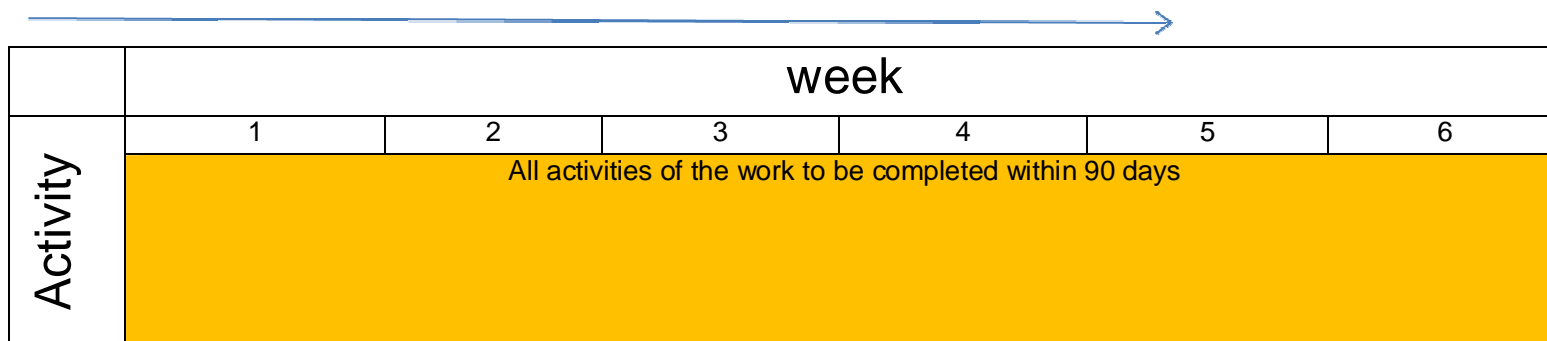 week
1 2 3 4 5 6
Activity
All activities of the work to be completed within 90 days